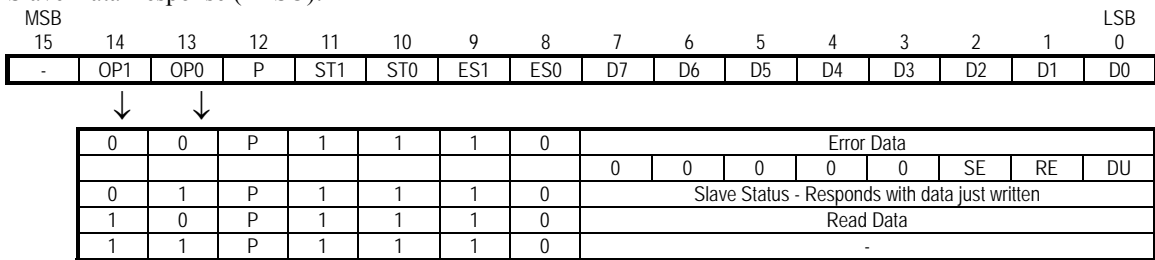 MSB LSB
15 14 13 12 11 10 9 8 7 6 5 4 3 2 1 0
- OP1 OP0 P ST1 ST0 ES1 ES0 D7 D6 D5 D4 D3 D2 D1 D0
↓ ↓
0 0 P 1 1 1 0 Error Data
0 0 0 0 0 SE RE DU
0 1 P 1 1 1 0 Slave Status - Responds with data just written
1 0 P 1 1 1 0 Read Data
1 1 P 1 1 1 0 -